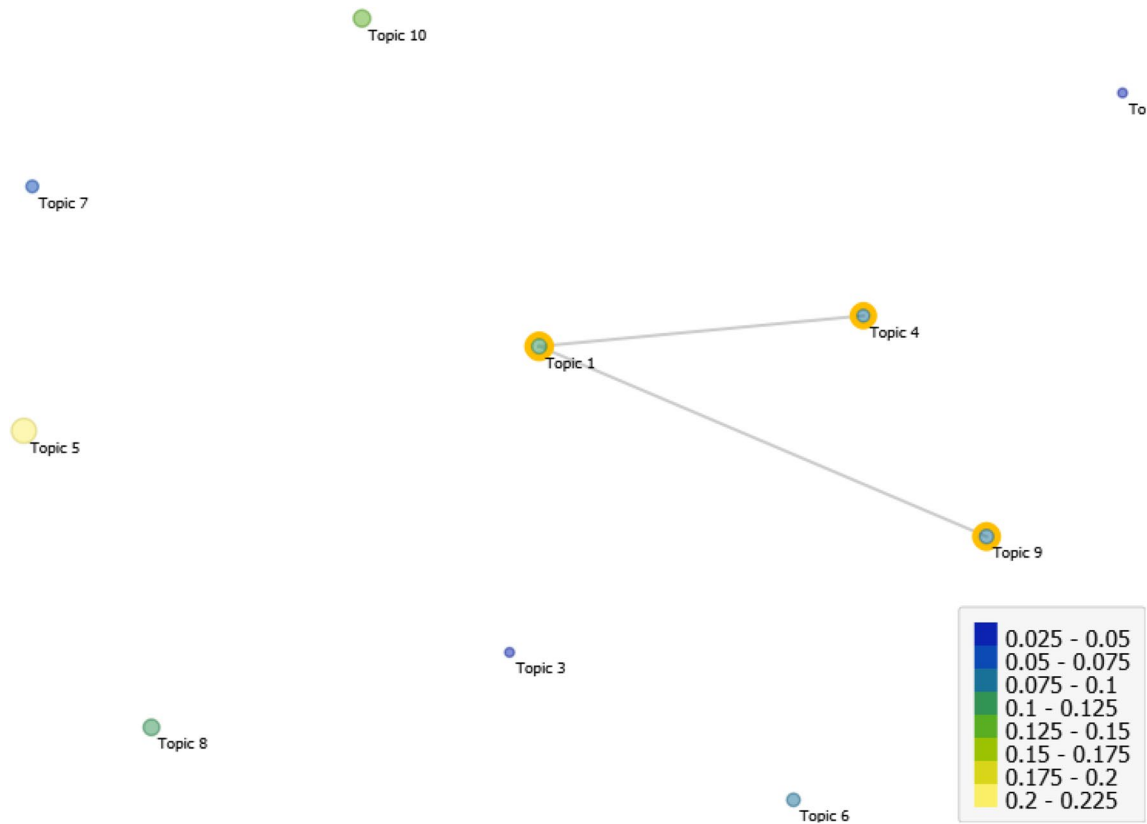 Topic 10
To
Topic 7
Topic 4
Topic 1
Topic 5
Topic 9
Topic 3
Topic 8
Topic 6
0.025 - 0.05
0.05 - 0.075
0.075 - 0.1
0.1 - 0.125
0.125 - 0.15
0.15 - 0.175
0.175 - 0.2
0.2 - 0.225